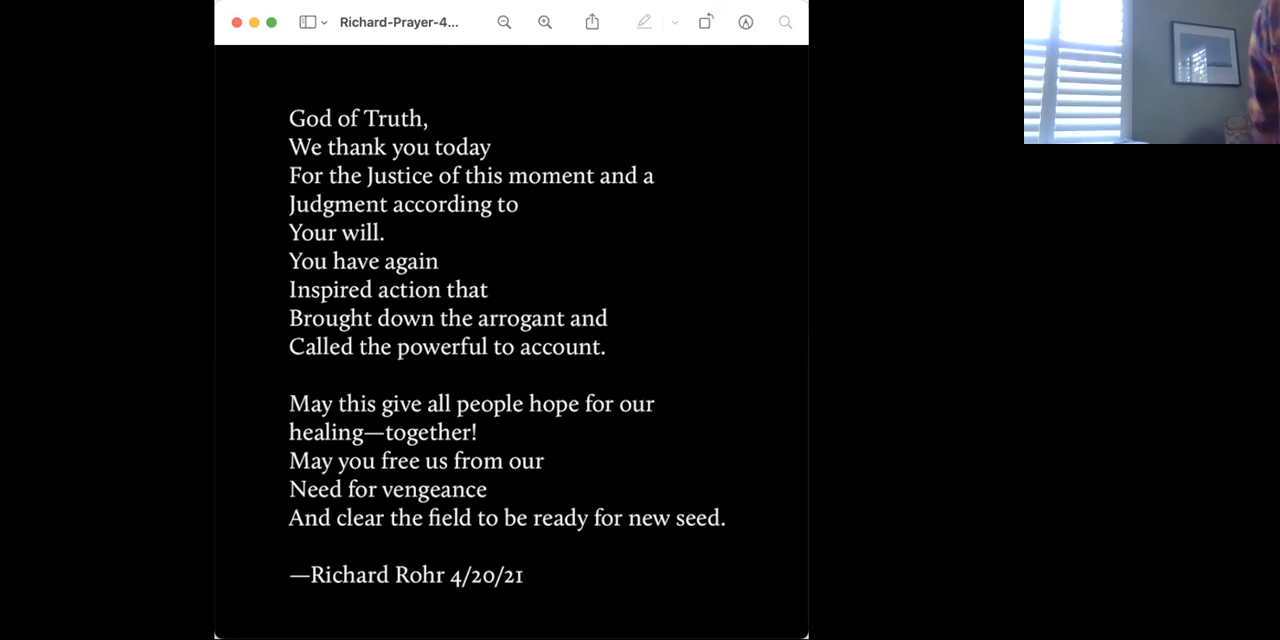 Richard-Prayer-4...
God of Truth,
We thank you today
For the Justice of this moment and a
Judgment according to
Your will.
You have again
Inspired action that
Brought down the arrogant and
Called the powerful to account.
May this give all people hope for our
healing—together!
May you free us from our
Need for vengeance
And clear the field to be ready for new seed.
—Richard Rohr 4/20/21